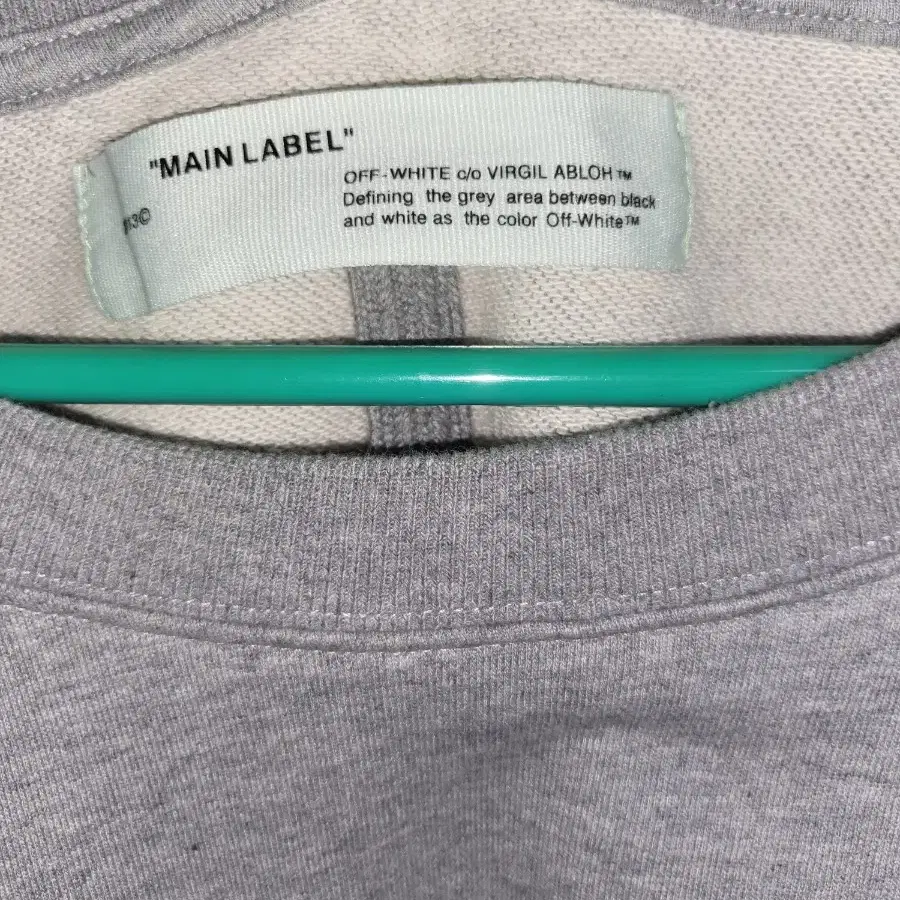 "MAIN LABEL"
OFF-WHITE c/o VIRGIL ABLOH™
Defining the grey area between black
and white as the color Off-White™
13©